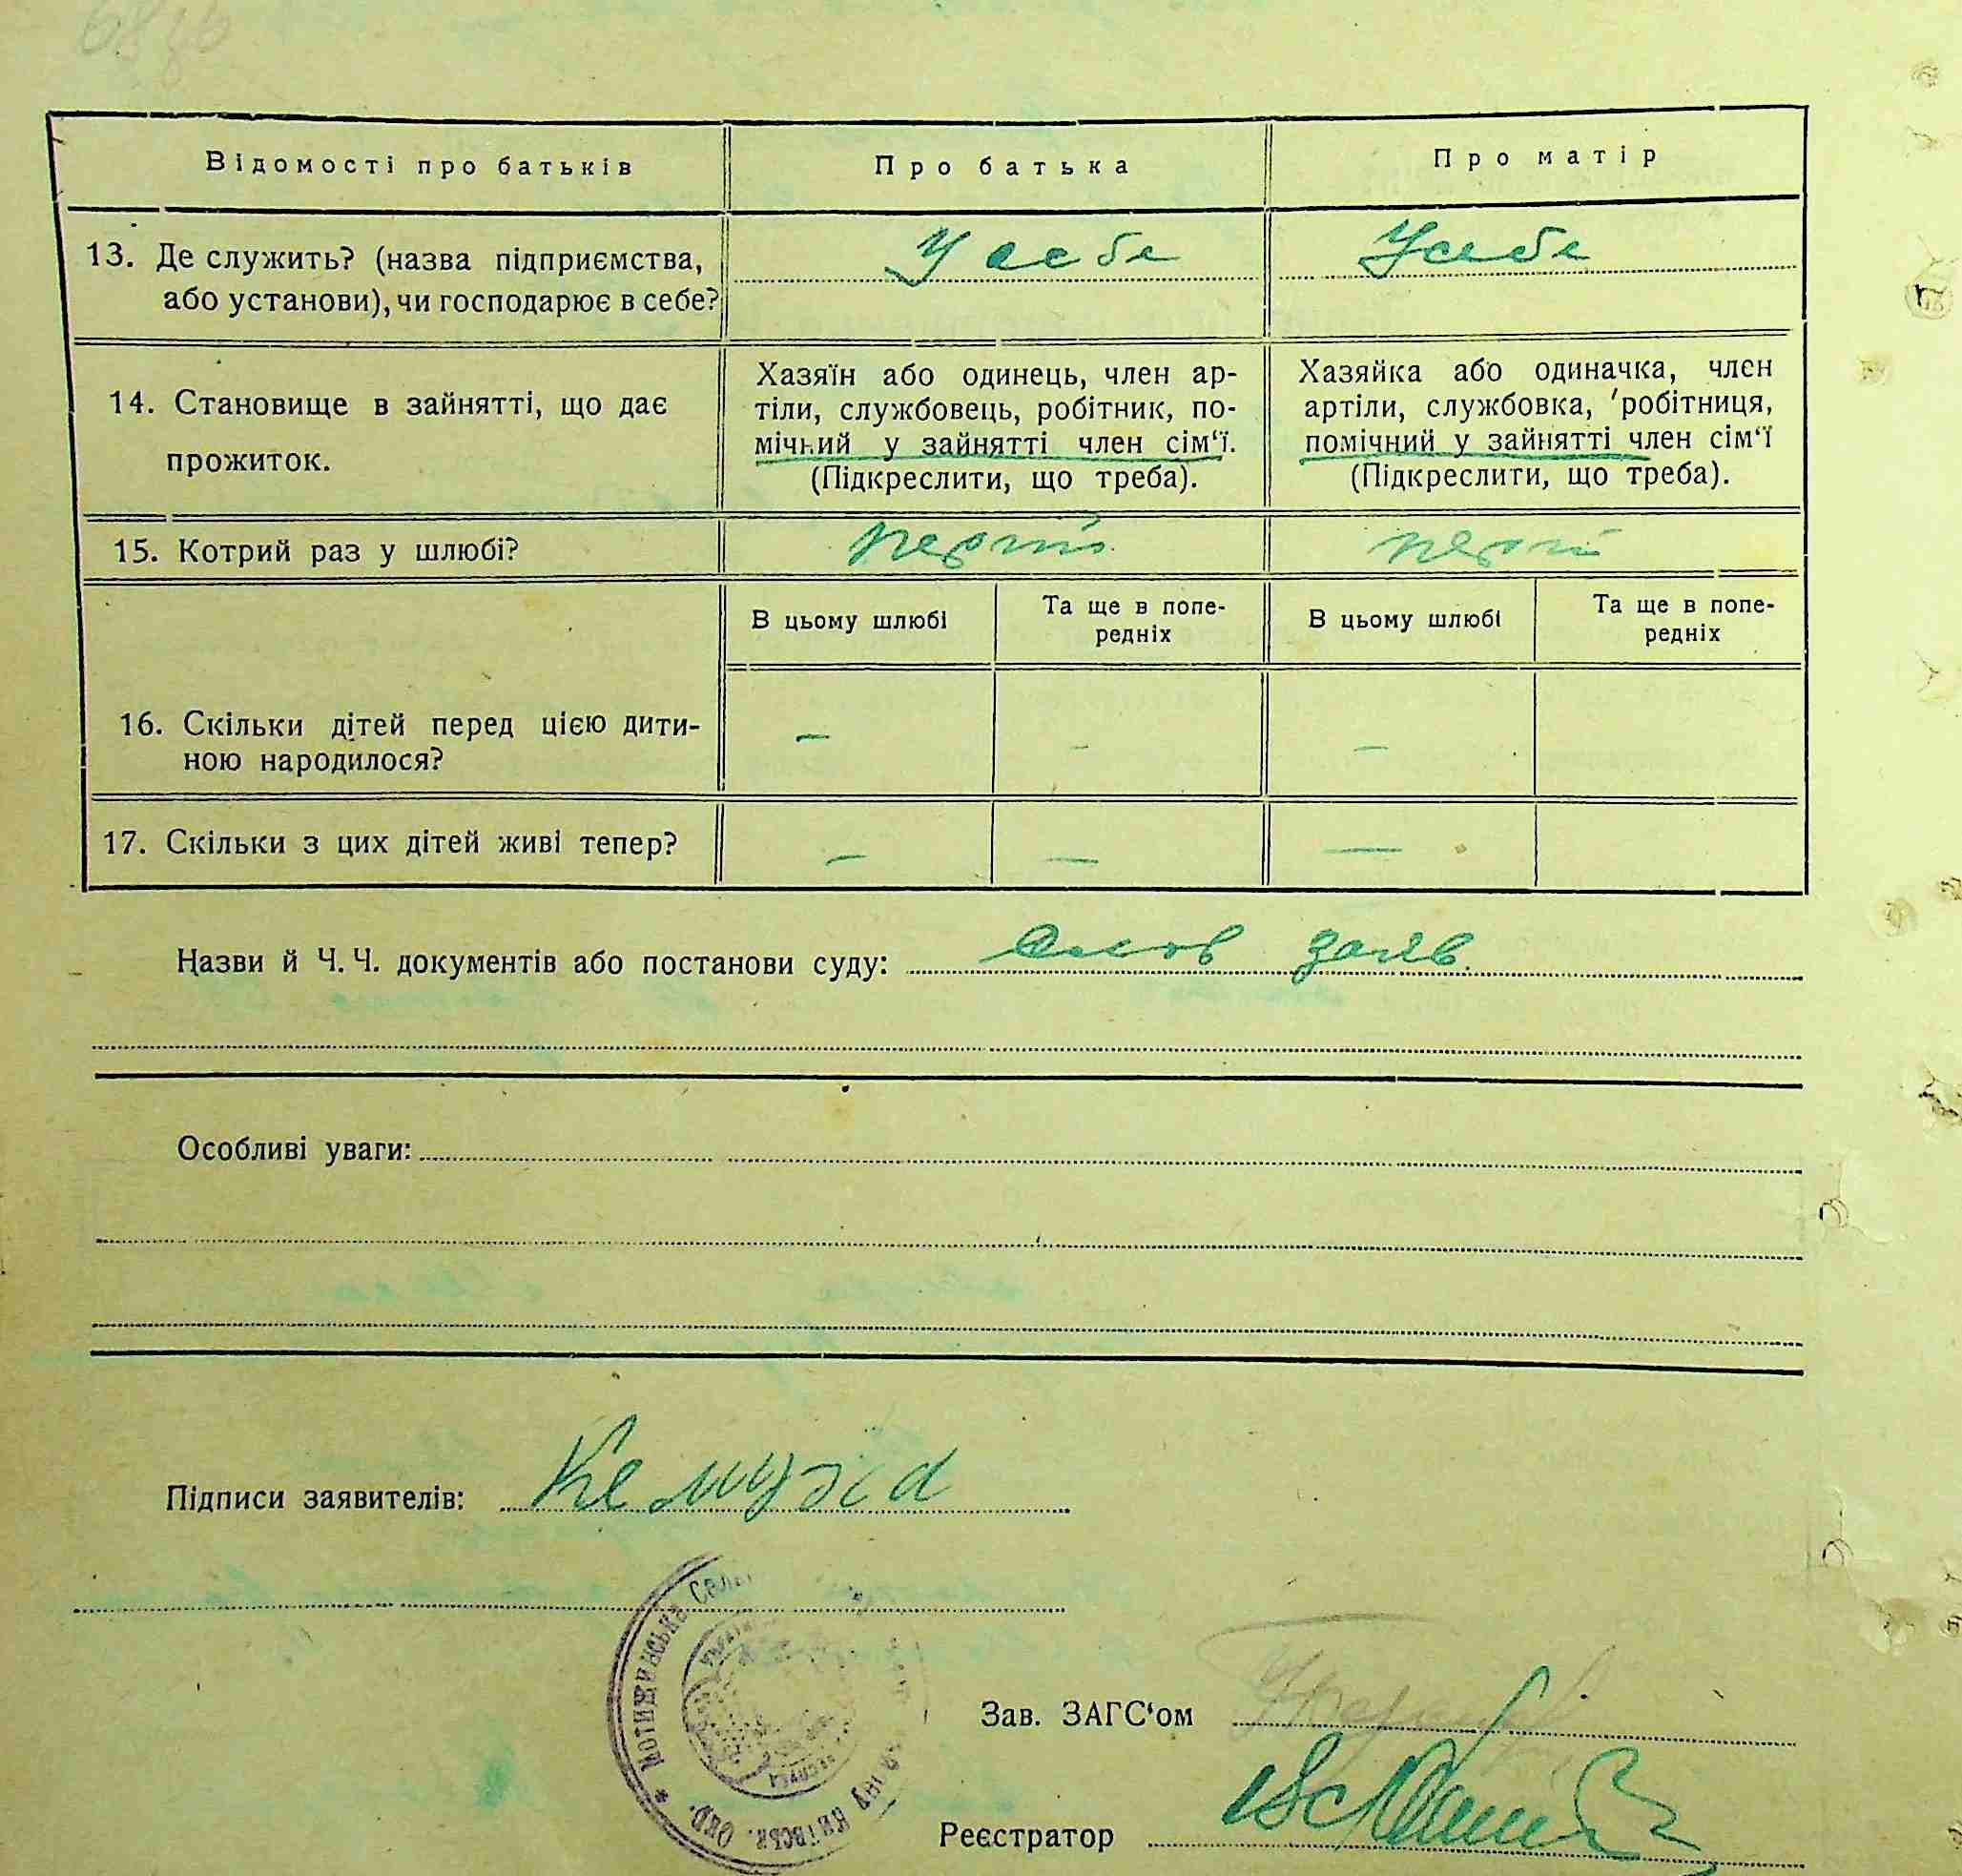 Відомості про батьків
Про батька
Про матір
13. Де служить? (назва підприємства,
або установи), чи господарює в себе?
У себе
У себе
14. Становище в зайнятті, що дає
прожиток.
Хазяїн або одинець, член ар-
тіли, службовець, робітник, по-
мічний у зайнятті член сім‘ї.
(Підкреслити, що треба).
Хазяйка або одиначка, член
артіли, службовка, робітниця,
помічний у зайнятті член сім‘ї
(Підкреслити, що треба).
15. Котрий раз у шлюбі?
В цьому шлюбі
Та ще в попе-
редніх
В цьому шлюбі
Та ще в попе-
редніх
16. Скільки дітей перед цією дити-
ною народилося?
– – –
17. Скільки з цих дітей живі тепер?
– – –
Назви й Ч. Ч. документів або постанови суду: заяв
Особливі уваги:
Підписи заявителів:
Мотижинська
Київськ. Окр.
Зав. ЗАГС‘ом
Реєстратор